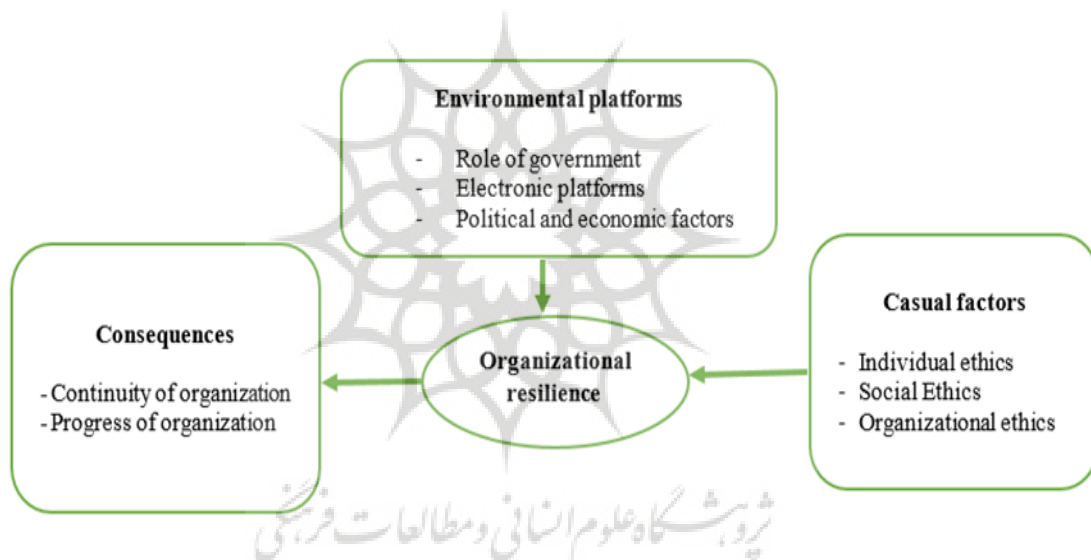 Environmental platforms
- Role of government
- Electronic platforms
- Political and economic factors
Consequences
- Continuity of organization
- Progress of organization
Organizational
resilience
Casual factors
- Individual ethics
- Social Ethics
- Organizational ethics
پژوهشگاه علوم انسانی و مطالعات فرهنگی